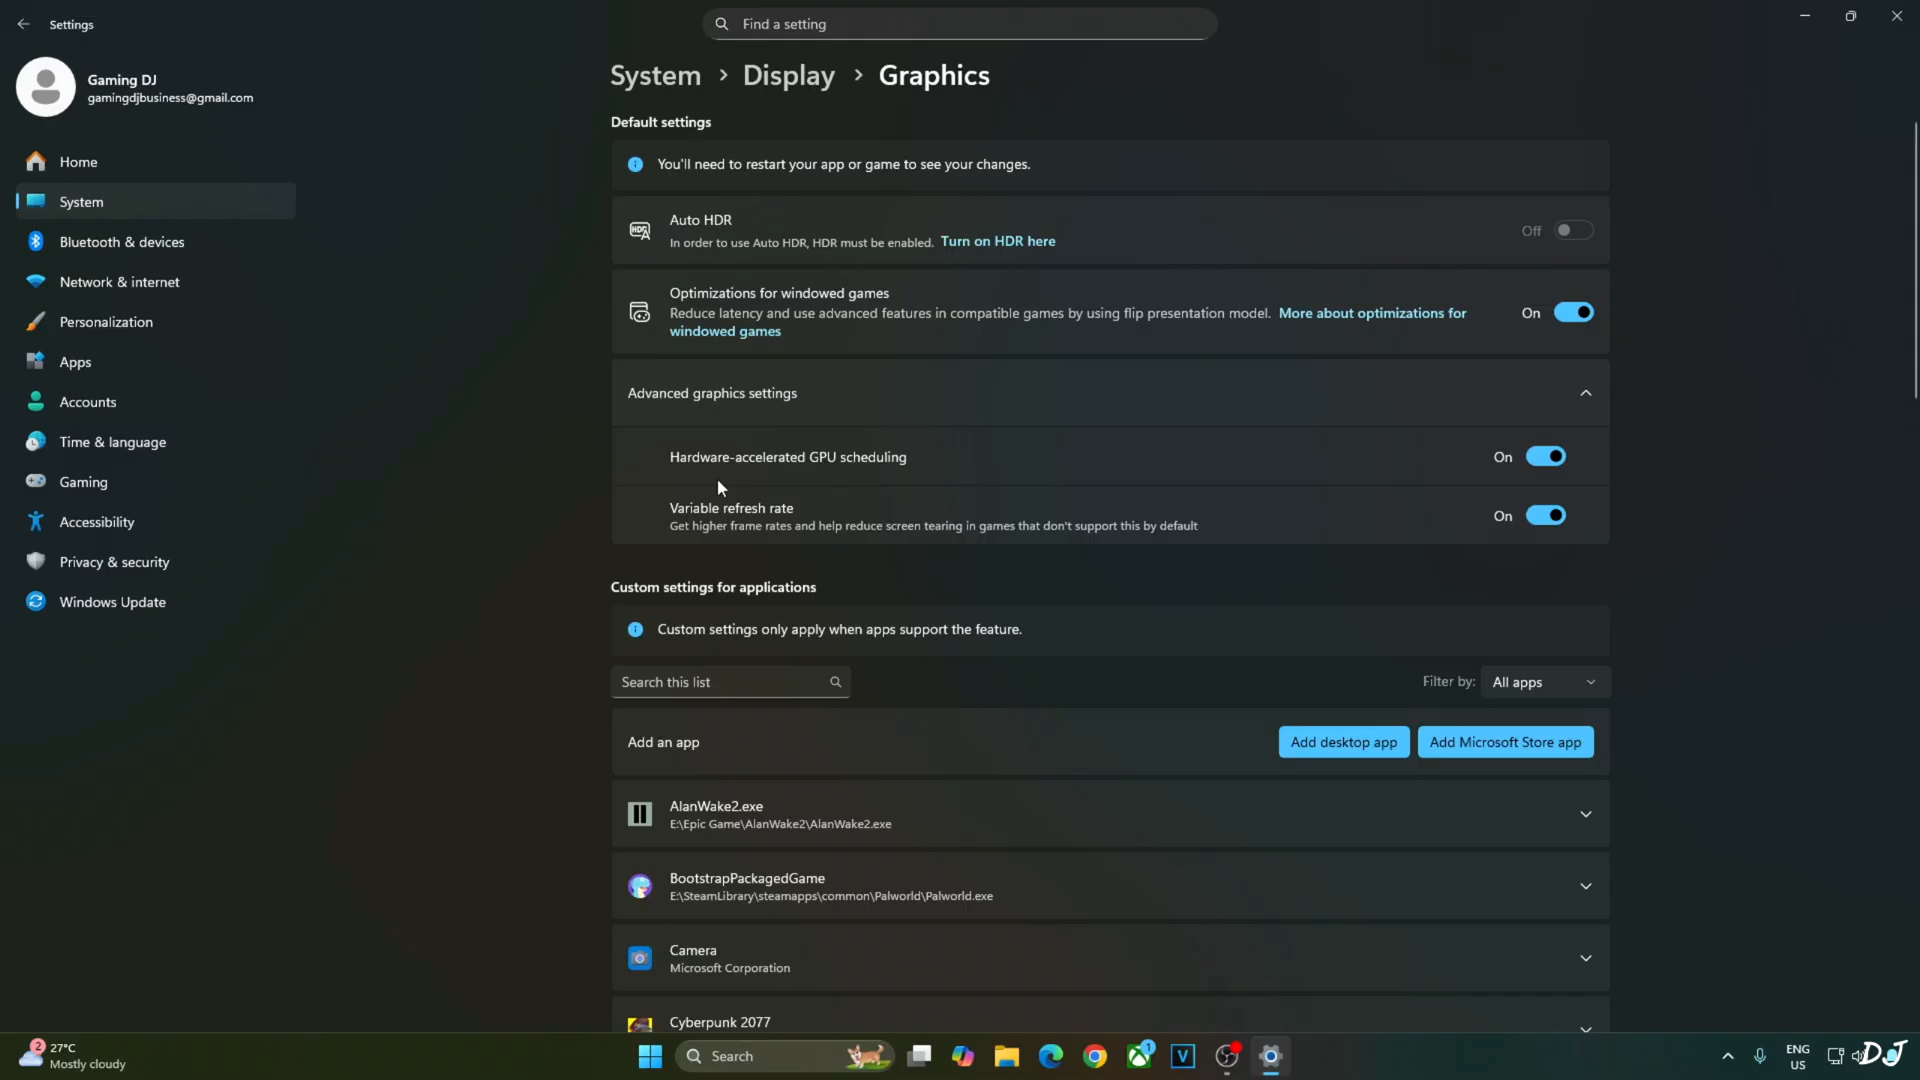 Settings
Find a setting
Gaming DJ
gamingdjbusiness@gmail.com
Home
System
Bluetooth & devices
Network & internet
Personalization
Apps
Accounts
Time & language
Gaming
Accessibility
Privacy & security
Windows Update
System > Display > Graphics
Default settings
You'll need to restart your app or game to see your changes.
Auto HDR
In order to use Auto HDR, HDR must be enabled. Turn on HDR here
Off
Optimizations for windowed games
Reduce latency and use advanced features in compatible games by using flip presentation model. More about optimizations for
windowed games
On
Advanced graphics settings
Hardware-accelerated GPU scheduling
On
Variable refresh rate
Get higher frame rates and help reduce screen tearing in games that don't support this by default
On
Custom settings for applications
Custom settings only apply when apps support the feature.
Search this list
Filter by: All apps
Add an app
Add desktop app
Add Microsoft Store app
AlanWake2.exe
E:\Epic Game\AlanWake2\AlanWake2.exe
BootstrapPackagedGame
E:\SteamLibrary\steamapps\common\Palworld\Palworld.exe
Camera
Microsoft Corporation
Cyberpunk 2077
2
27°C
Mostly cloudy
Search
1
V
ENG
US
DJ